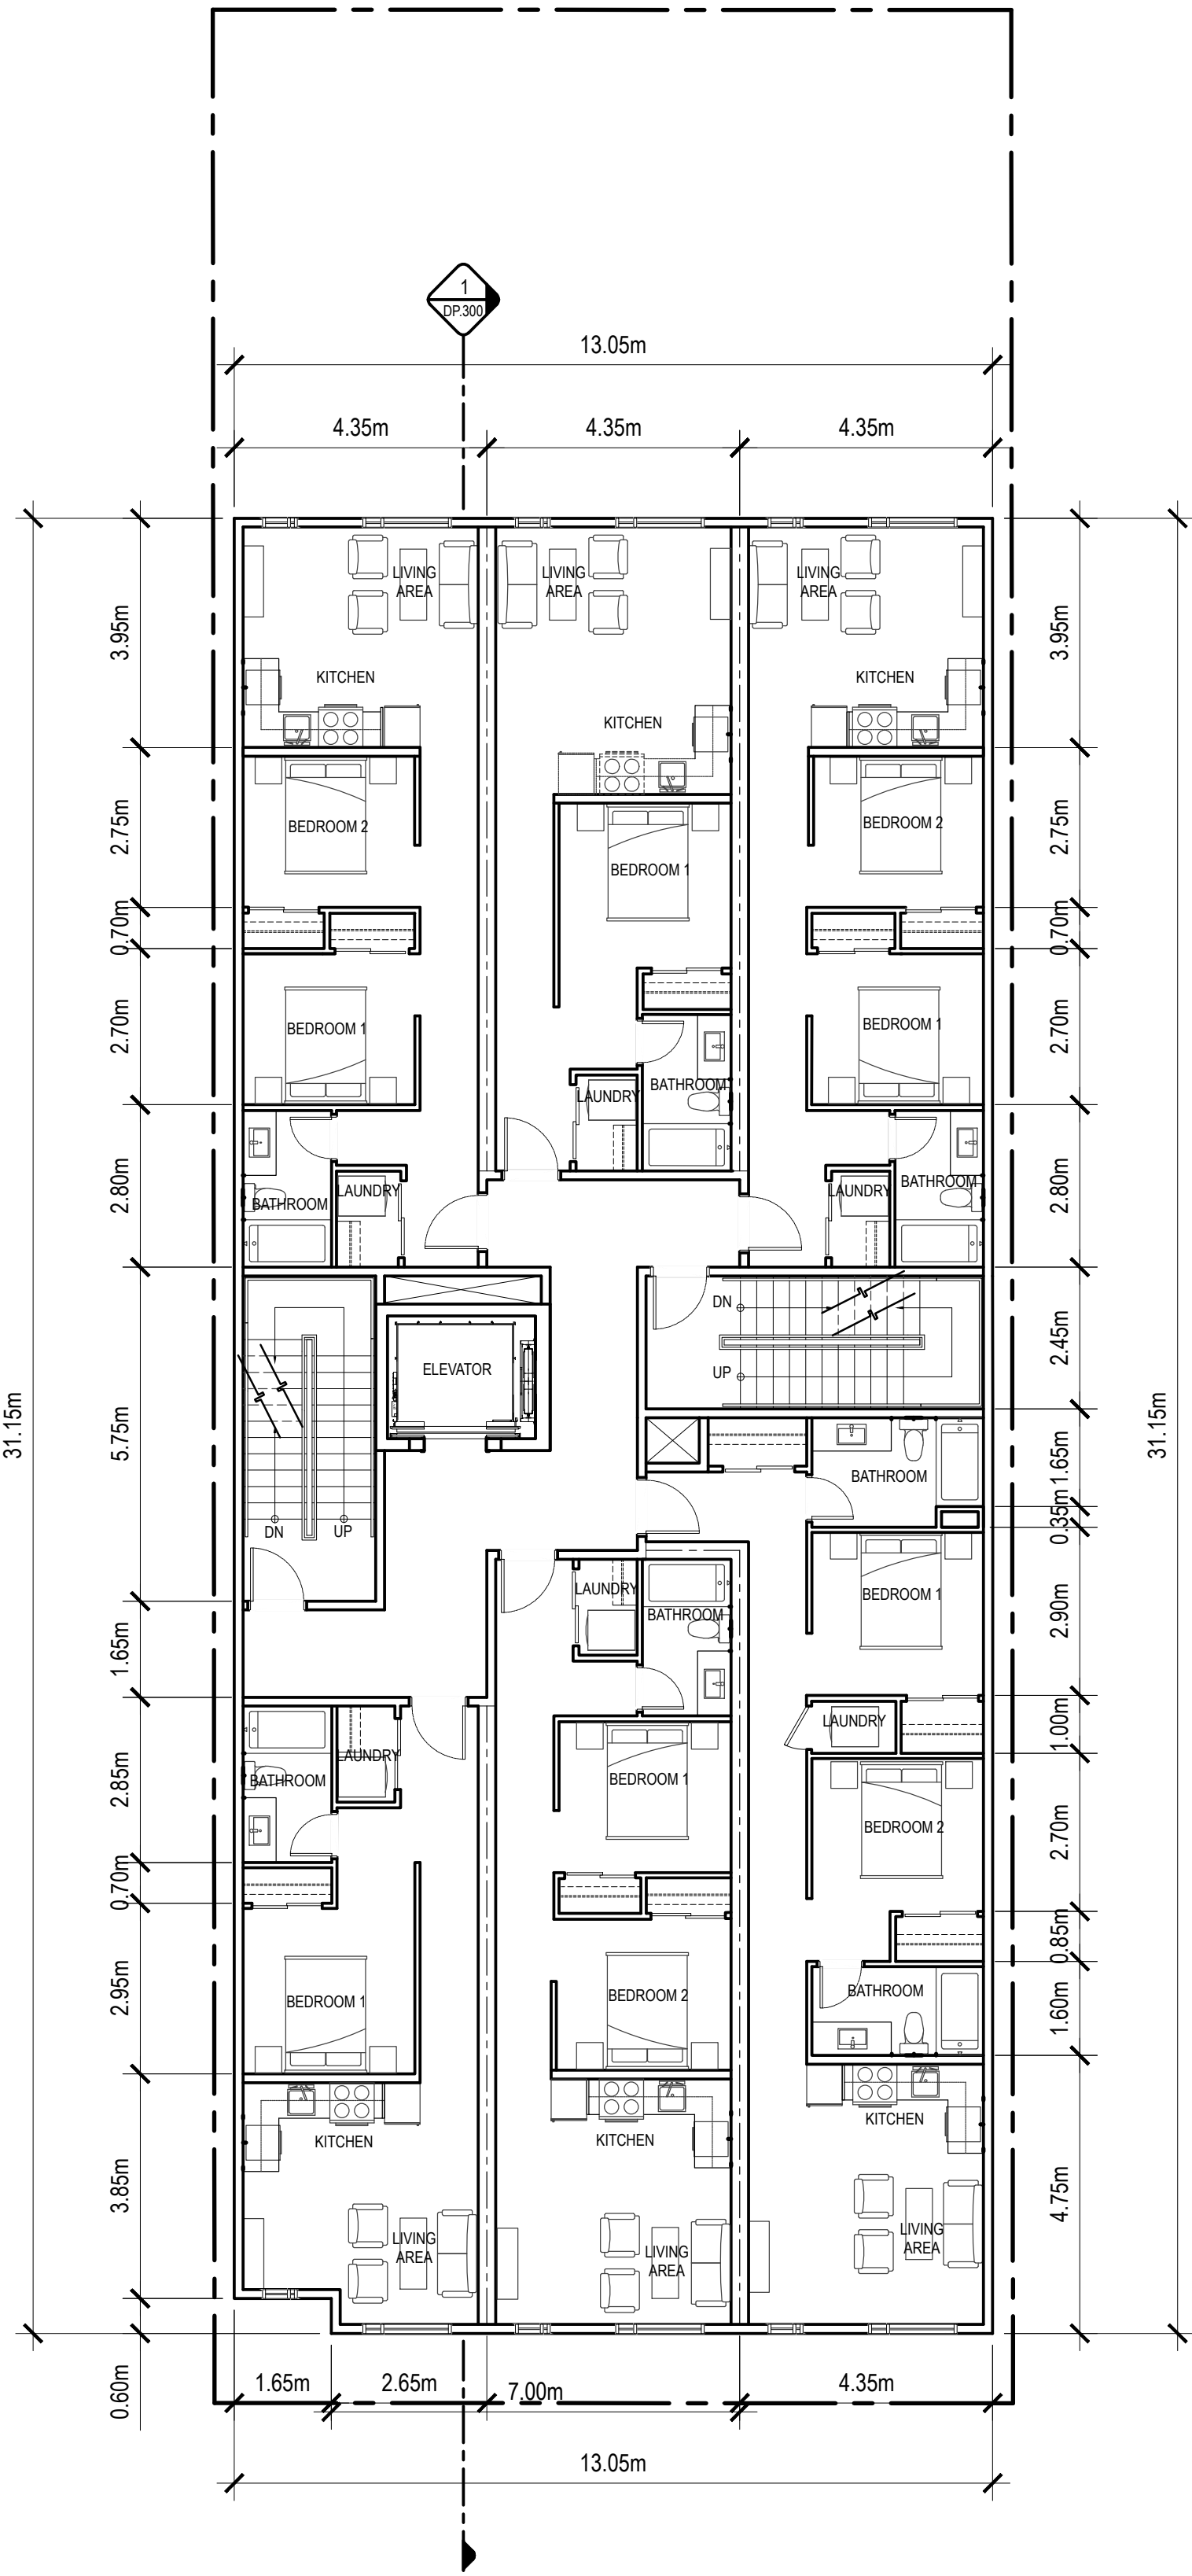 1
DP.300
13.05m
4.35m
4.35m
4.35m
LIVING
AREA
LIVING
AREA
LIVING
AREA
3.95m
3.95m
KITCHEN
KITCHEN
KITCHEN
2.75m
BEDROOM 2
BEDROOM 2
2.75m
BEDROOM 1
0.70m
0.70m
2.70m
BEDROOM 1
BEDROOM 1
2.70m
BATHROOM
LAUNDRY
2.80m
BATHROOM
LAUNDRY
LAUNDRY
BATHROOM
2.80m
DN
UP
2.45m
ELEVATOR
31.15m
5.75m
31.15m
BATHROOM
1.65m
0.35m
DN
UP
LAUNDRY
BATHROOM
BEDROOM 1
2.90m
1.65m
LAUNDRY
1.00m
2.85m
BATHROOM
LAUNDRY
BEDROOM 1
BEDROOM 2
2.70m
0.70m
0.85m
2.95m
BEDROOM 1
BEDROOM 2
BATHROOM
1.60m
KITCHEN
KITCHEN
KITCHEN
3.85m
4.75m
LIVING
AREA
LIVING
AREA
LIVING
AREA
0.60m
1.65m
2.65m
7.00m
4.35m
13.05m